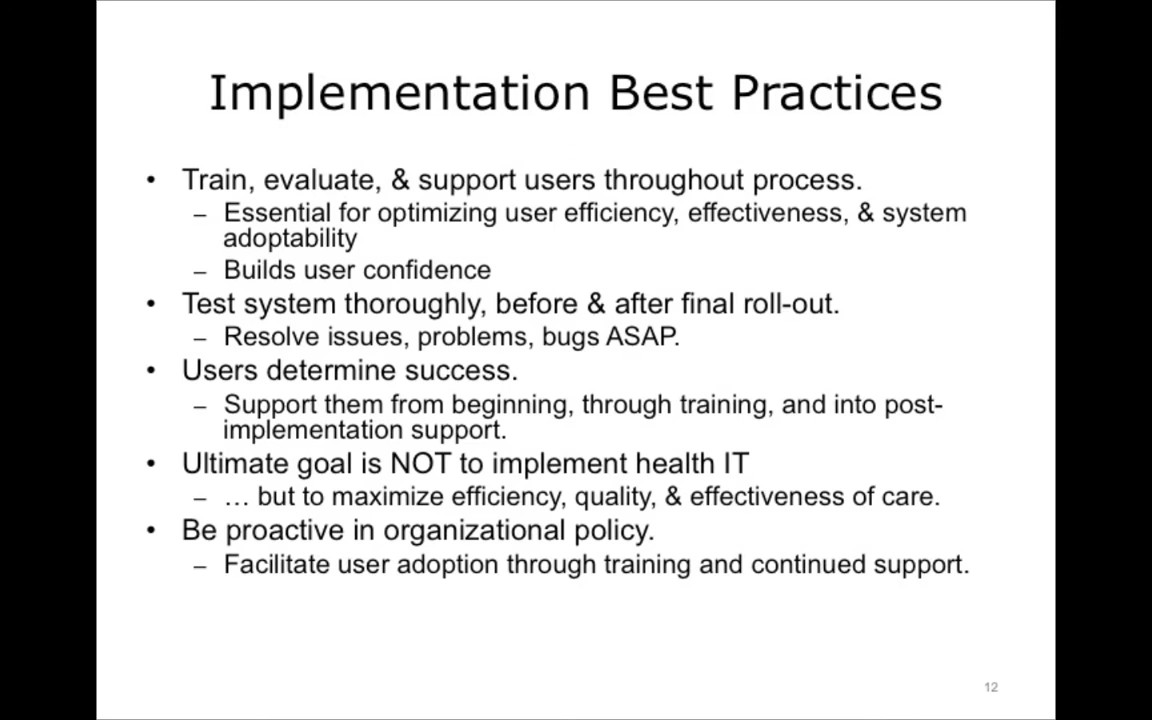 Implementation Best Practices
• Train, evaluate, & support users throughout process.
– Essential for optimizing user efficiency, effectiveness, & system
adoptability
– Builds user confidence
• Test system thoroughly, before & after final roll-out.
– Resolve issues, problems, bugs ASAP.
• Users determine success.
– Support them from beginning, through training, and into post-
implementation support.
• Ultimate goal is NOT to implement health IT
– … but to maximize efficiency, quality, & effectiveness of care.
• Be proactive in organizational policy.
– Facilitate user adoption through training and continued support.
12